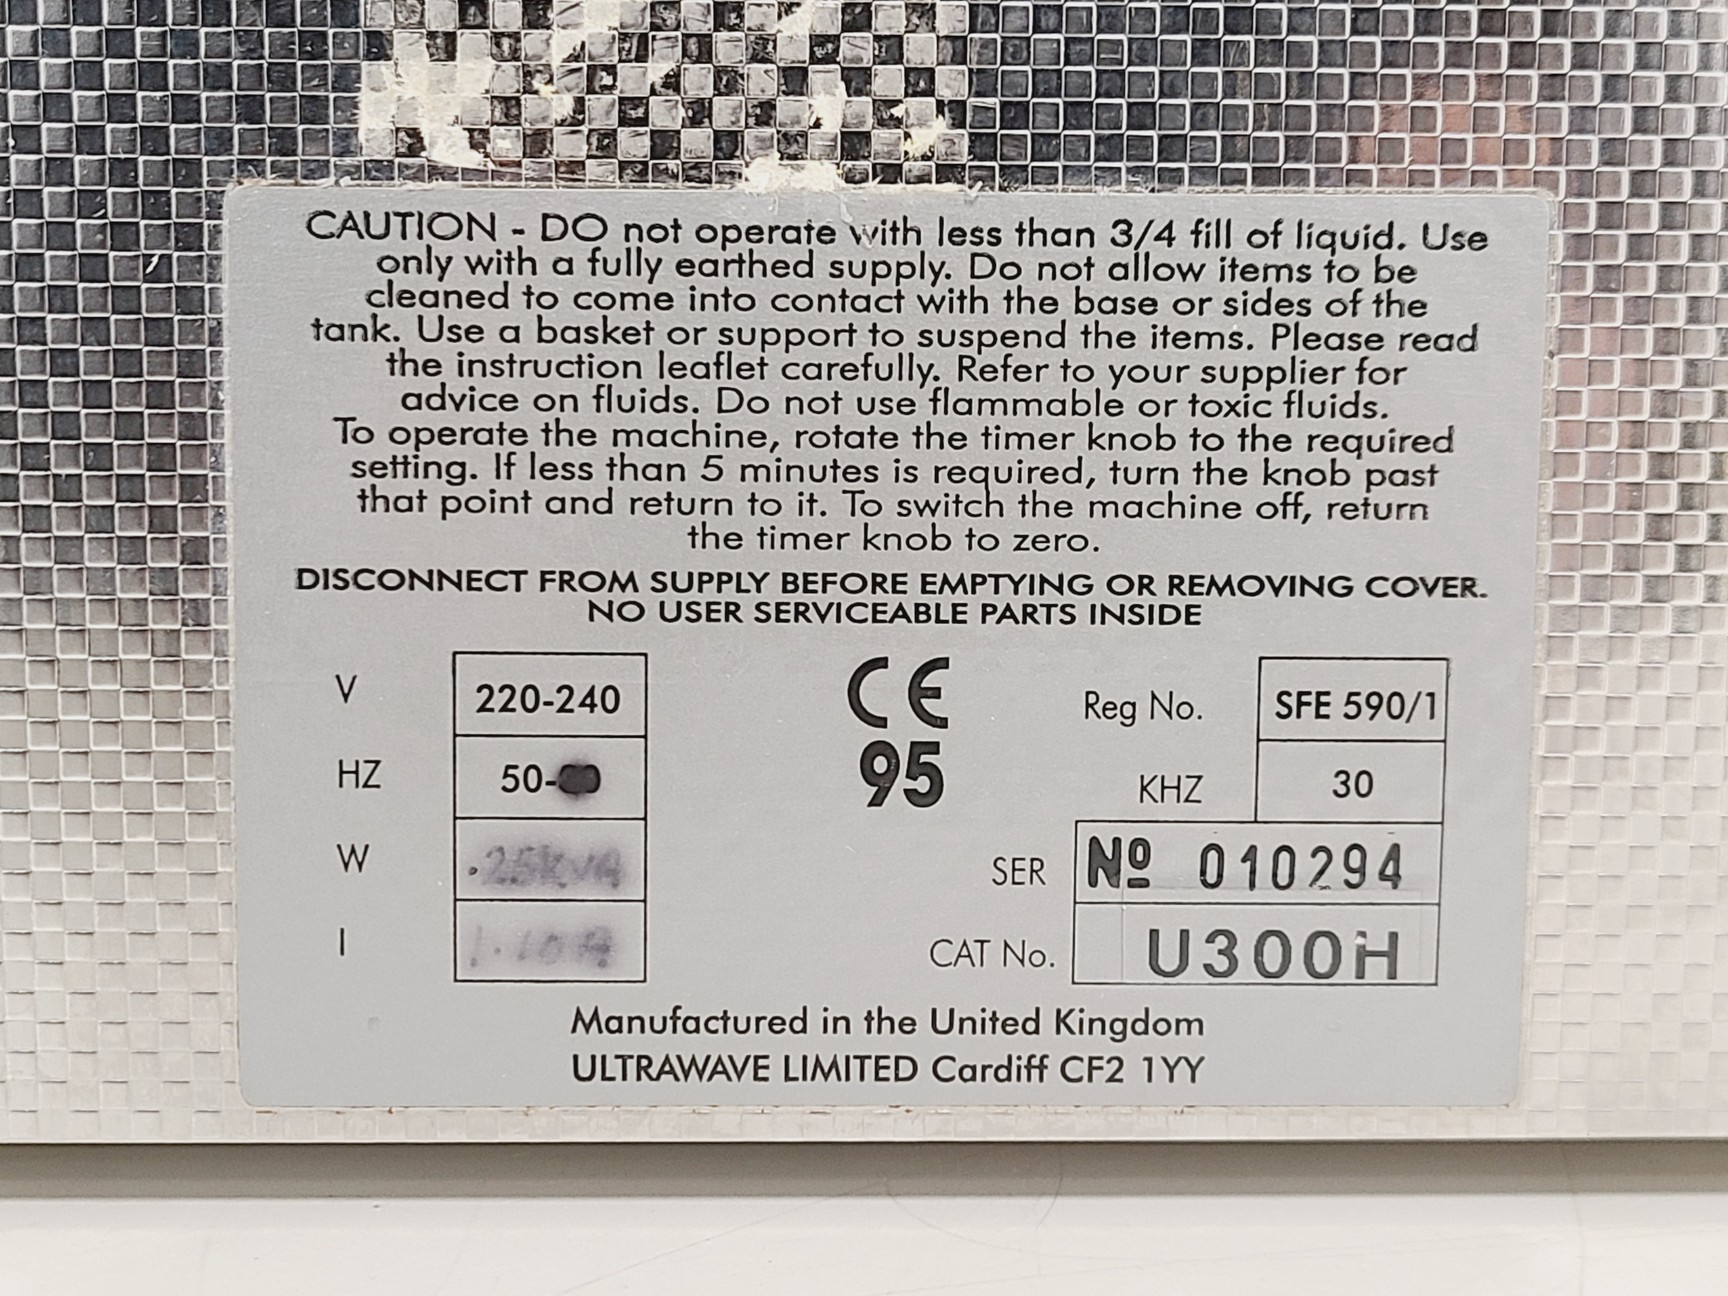 CAUTION - DO not operate with less than 3/4 fill of liquid. Use
only with a fully earthed supply. Do not allow items to be
cleaned to come into contact with the base or sides of the
tank. Use a basket or support to suspend the items. Please read
the instruction leaflet carefully. Refer to your supplier for
advice on fluids. Do not use flammable or toxic fluids.
To operate the machine, rotate the timer knob to the required
setting. If less than 5 minutes is required, turn the knob past
that point and return to it. To switch the machine off, return
the timer knob to zero.
DISCONNECT FROM SUPPLY BEFORE EMPTYING OR REMOVING COVER.
NO USER SERVICEABLE PARTS INSIDE
V 220-240
HZ 50-
W .25KVA
I 1.10A
CE
95
Reg No. SFE 590/1
KHZ 30
SER Nº 010294
CAT No. U300H
Manufactured in the United Kingdom
ULTRAWAVE LIMITED Cardiff CF2 1YY